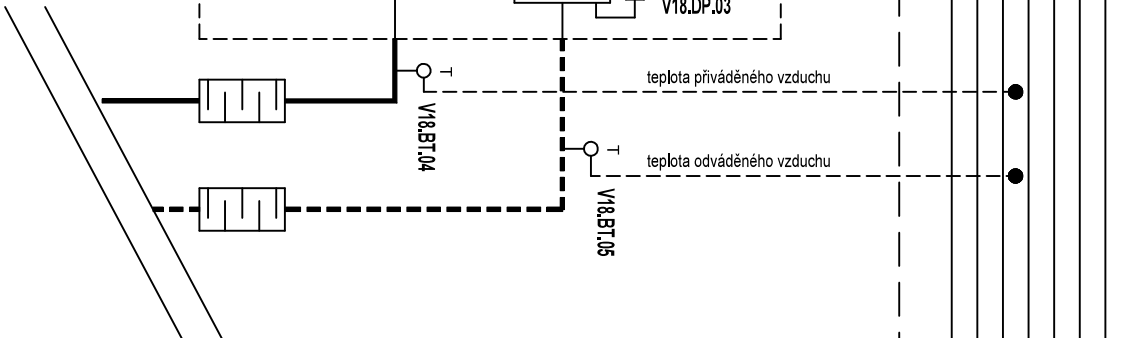 V18.DP.03
T
teplota přiváděného vzduchu
V18.BT.04
T
teplota odváděného vzduchu
V18.BT.05